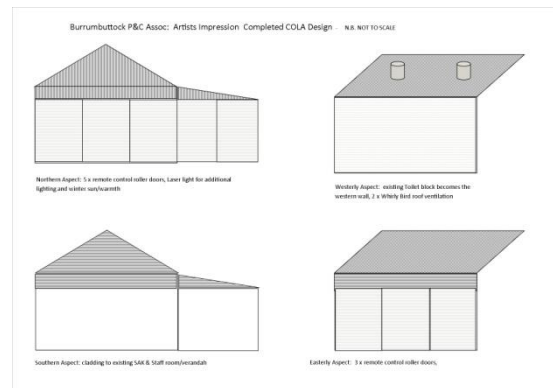 Burrumbuttock P&C Assoc: Artists Impression Completed COLA Design - N.B. NOT TO SCALE
Northern Aspect: 5 x remote control roller doors, Laser light for additional
lighting and winter sun/warmth
Westerly Aspect: existing Toilet block becomes the
western wall, 2 x Whirly Bird roof ventilation
Southern Aspect: cladding to existing SAK & Staff room/verandah
Easterly Aspect: 3 x remote control roller doors,